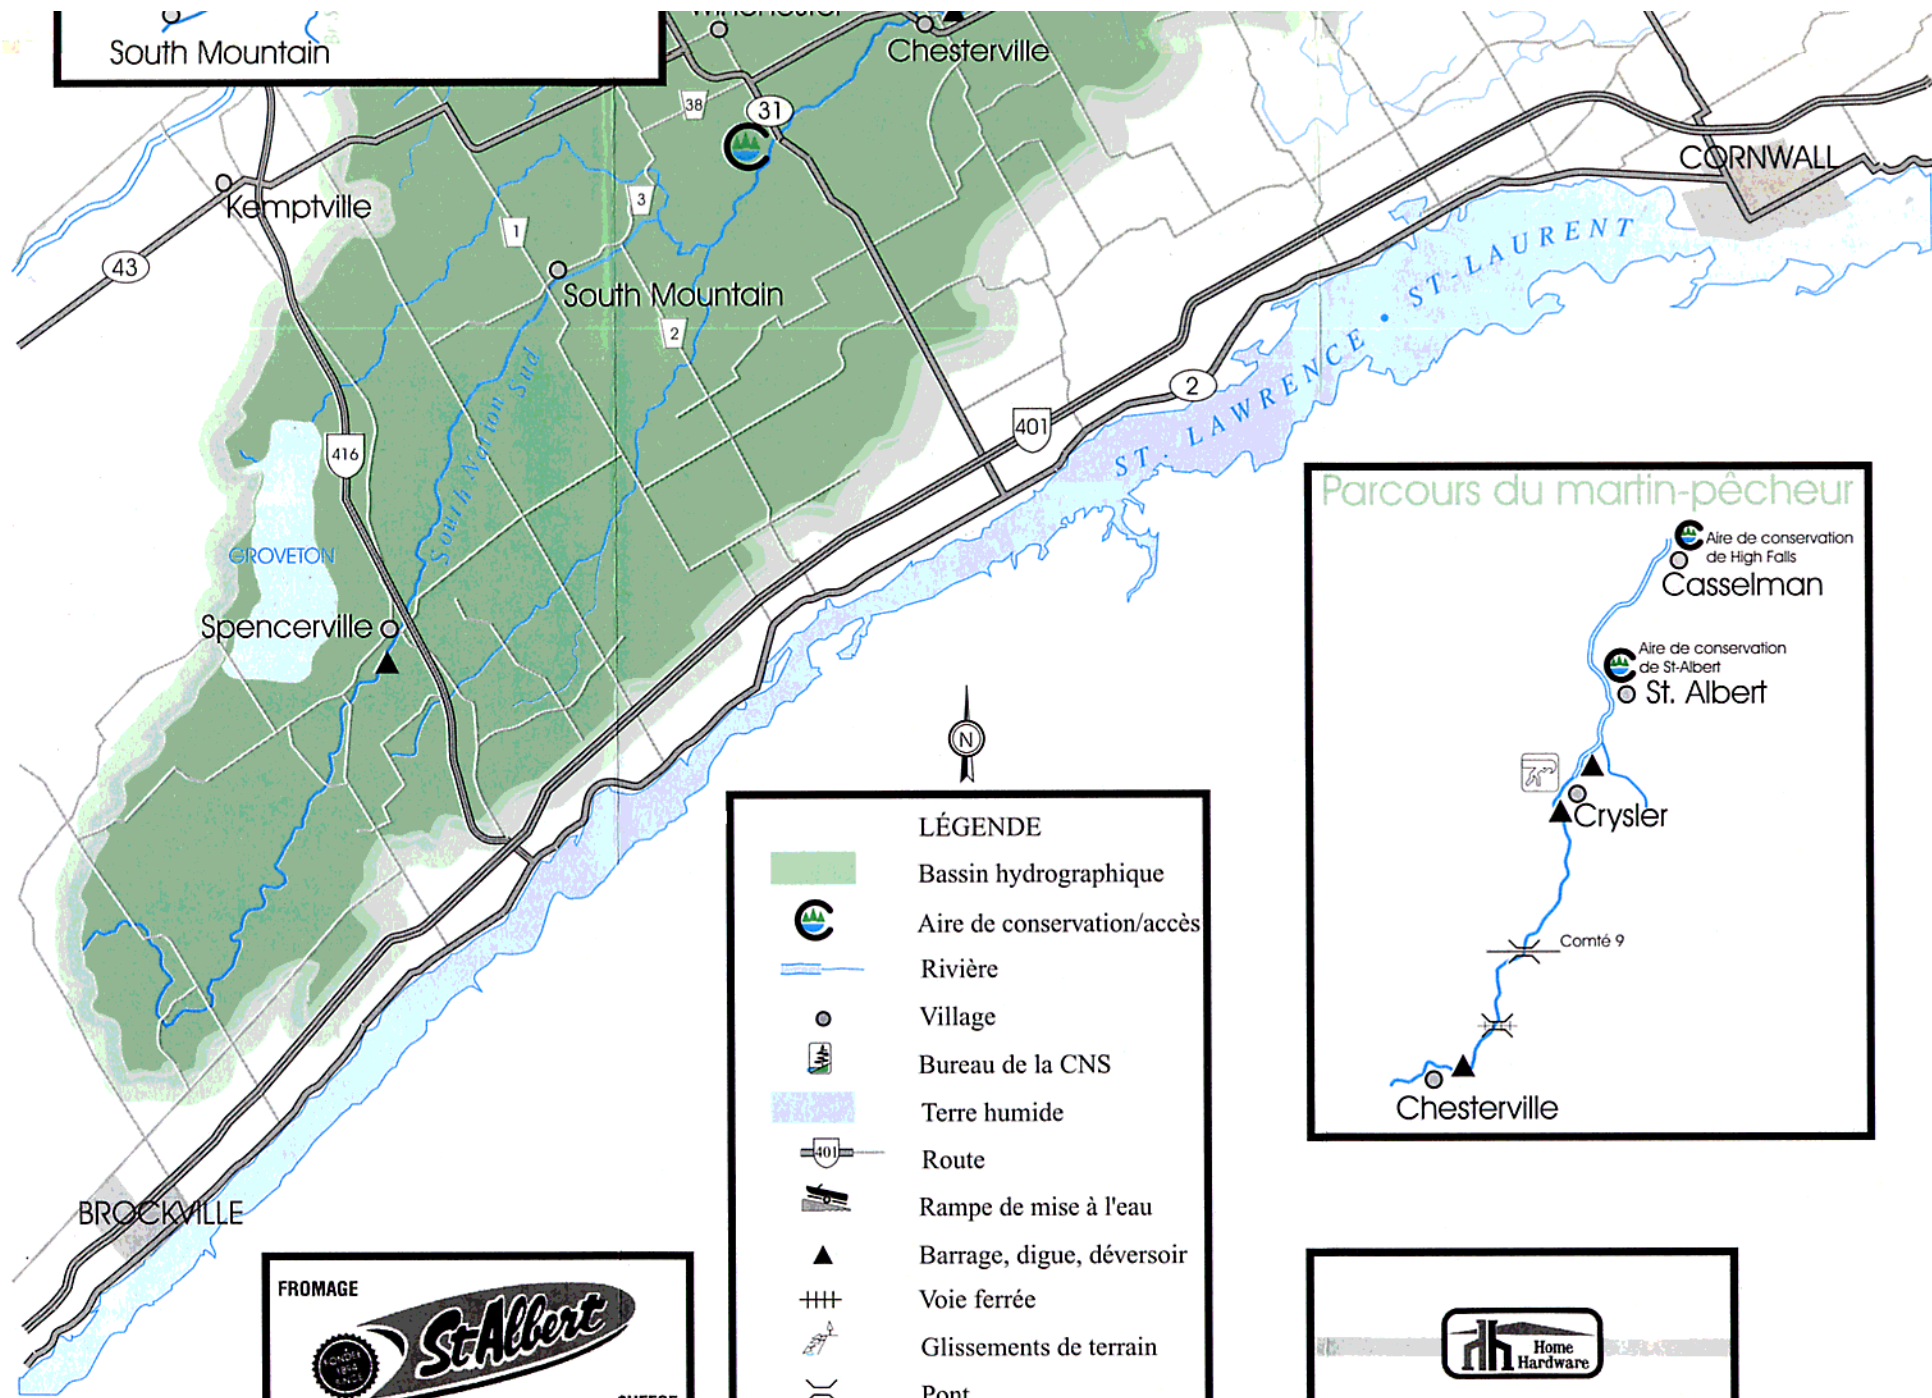 South Mountain
Chesterville
38
31
CORNWALL
Kemptville
3
1
43
South Mountain
2
ST. LAWRENCE • ST-LAURENT
2
401
416
South Nation Sud
GROVETON
Spencerville
N
BROCKVILLE
Parcours du martin-pêcheur
Aire de conservation
de High Falls
Casselman
Aire de conservation
de St-Albert
St. Albert
Crysler
Comté 9
Chesterville
LÉGENDE
Bassin hydrographique
Aire de conservation/accès
Rivière
Village
Bureau de la CNS
Terre humide
401
Route
Rampe de mise à l'eau
Barrage, digue, déversoir
Voie ferrée
Glissements de terrain
Pont
FROMAGE
St Albert
Home
Hardware